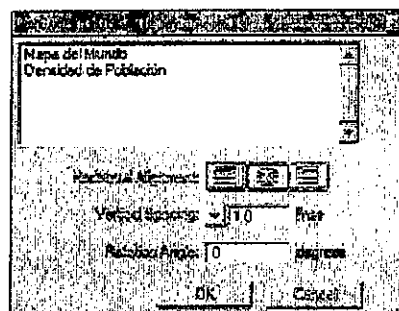 Mapa del Mundo
Densidad de Población
Horizontal Alignment:
Vertical Spacing: 1.0 lines
Rotation Angle: 0 degrees
OK Cancel